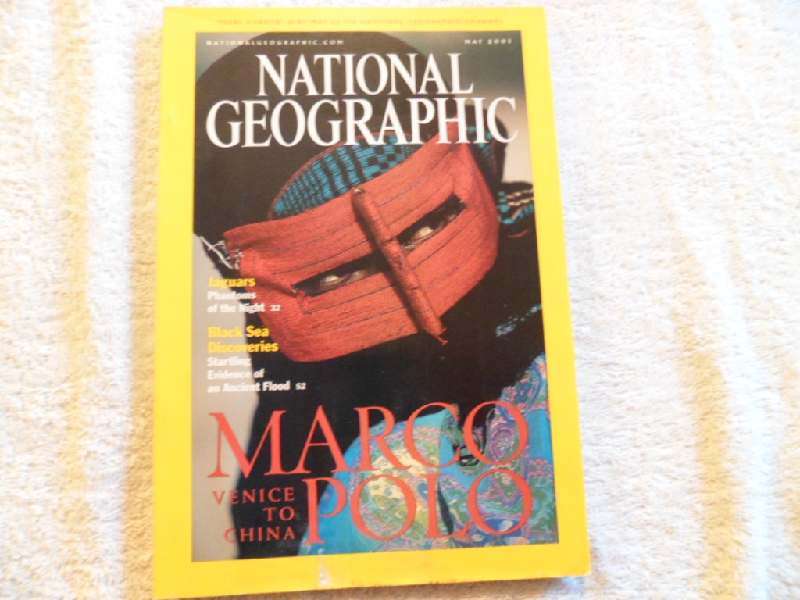 NATIONALGEOGRAPHIC.COM
MAY 2001
NATIONAL
GEOGRAPHIC
Jaguars
Phantoms
of the Night 32
Black Sea
Discoveries
Startling
Evidence of
an Ancient Flood 52
MARCO
POLO
VENICE
TO
CHINA